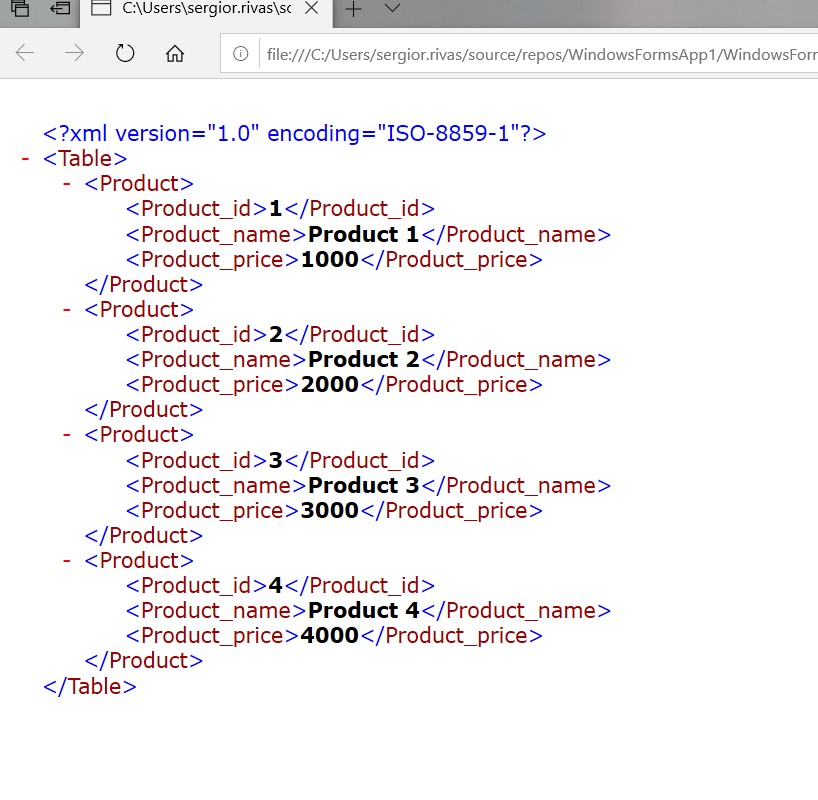 C:\Users\sergior.rivas\sc
file:///C:/Users/sergior.rivas/source/repos/WindowsFormsApp1/WindowsForr
<?xml version="1.0" encoding="ISO-8859-1"?>
- <Table>
- <Product>
<Product_id>1</Product_id>
<Product_name>Product 1</Product_name>
<Product_price>1000</Product_price>
</Product>
- <Product>
<Product_id>2</Product_id>
<Product_name>Product 2</Product_name>
<Product_price>2000</Product_price>
</Product>
- <Product>
<Product_id>3</Product_id>
<Product_name>Product 3</Product_name>
<Product_price>3000</Product_price>
</Product>
- <Product>
<Product_id>4</Product_id>
<Product_name>Product 4</Product_name>
<Product_price>4000</Product_price>
</Product>
</Table>